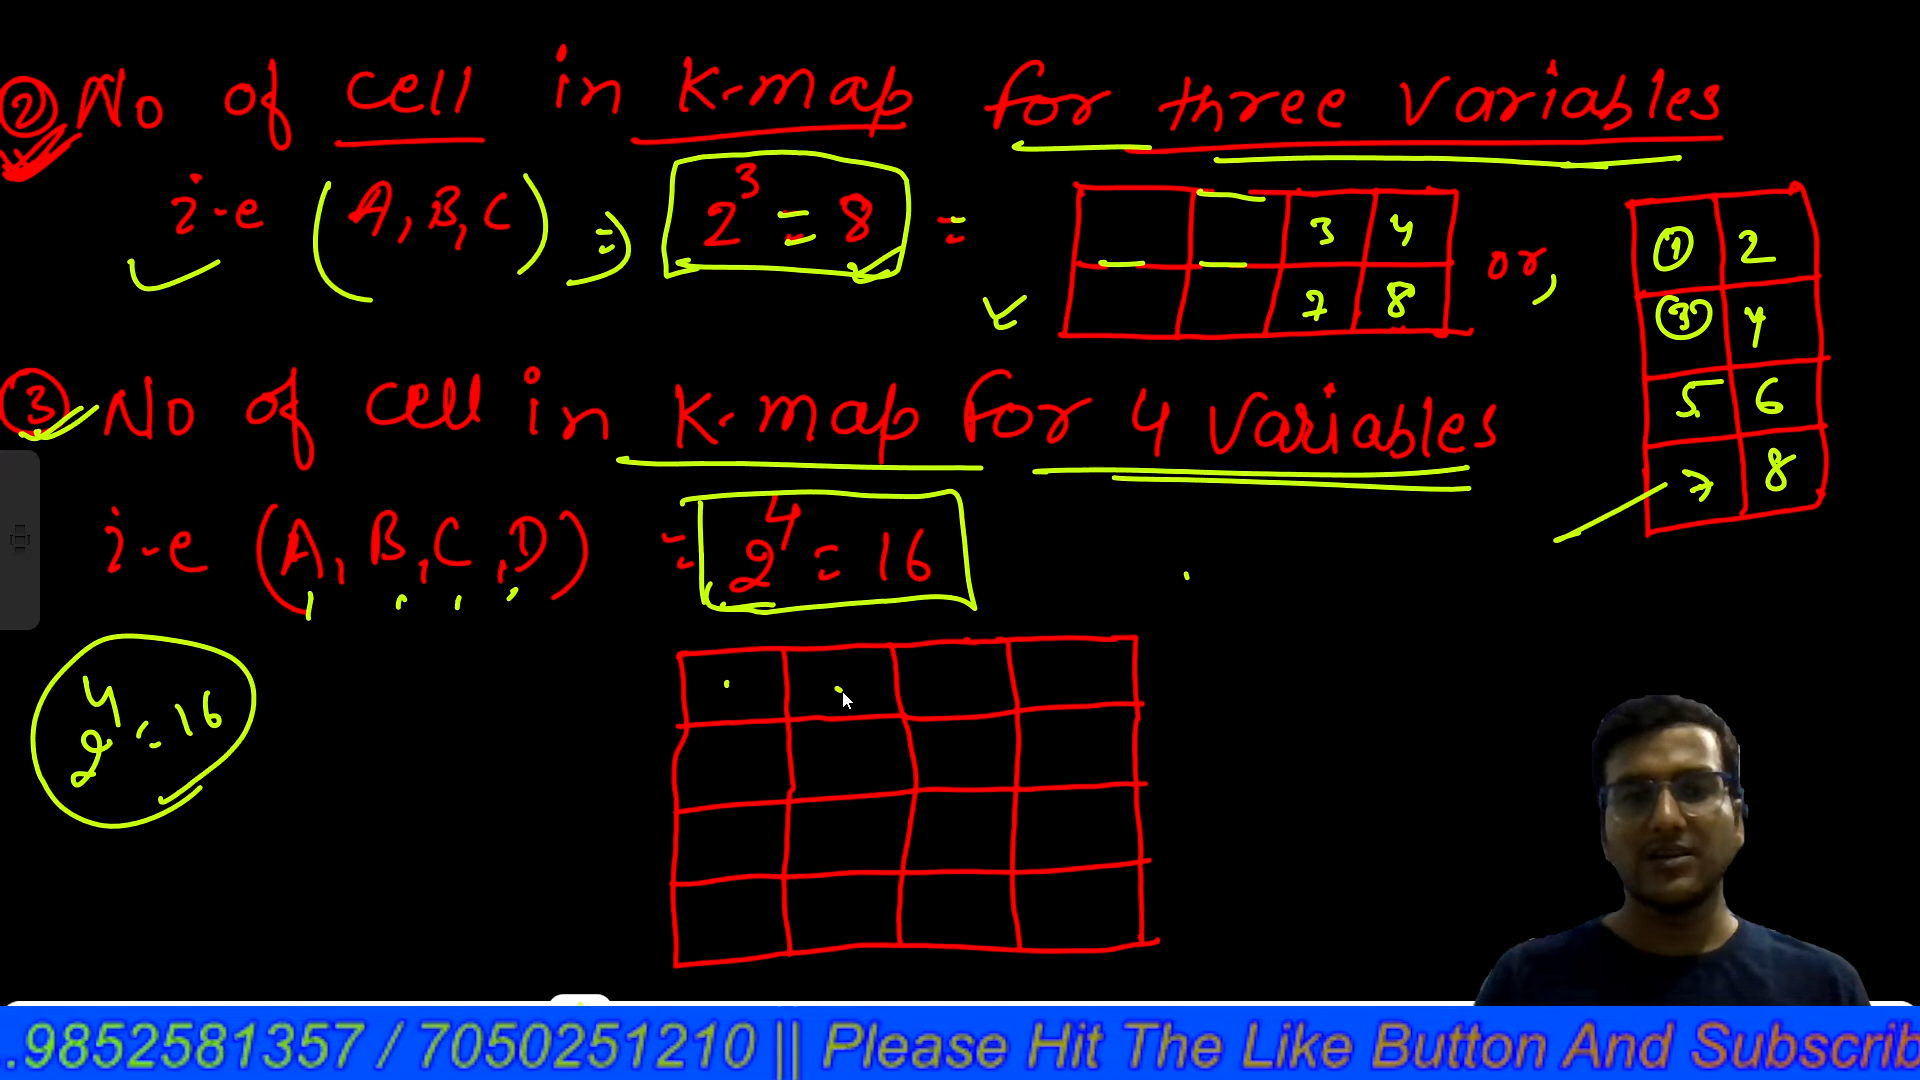 ② No of cell in K-map for three Variables
i-e (A, B, C) ⇒ 2³ = 8 =
3 4
7 8
or,
① 2
③ 4
5 6
7 8
③ No of cell in K-map for 4 Variables
i-e (A, B, C, D) = 2⁴ = 16
2⁴ = 16
.9852581357 / 7050251210 || Please Hit The Like Button And Subscrib